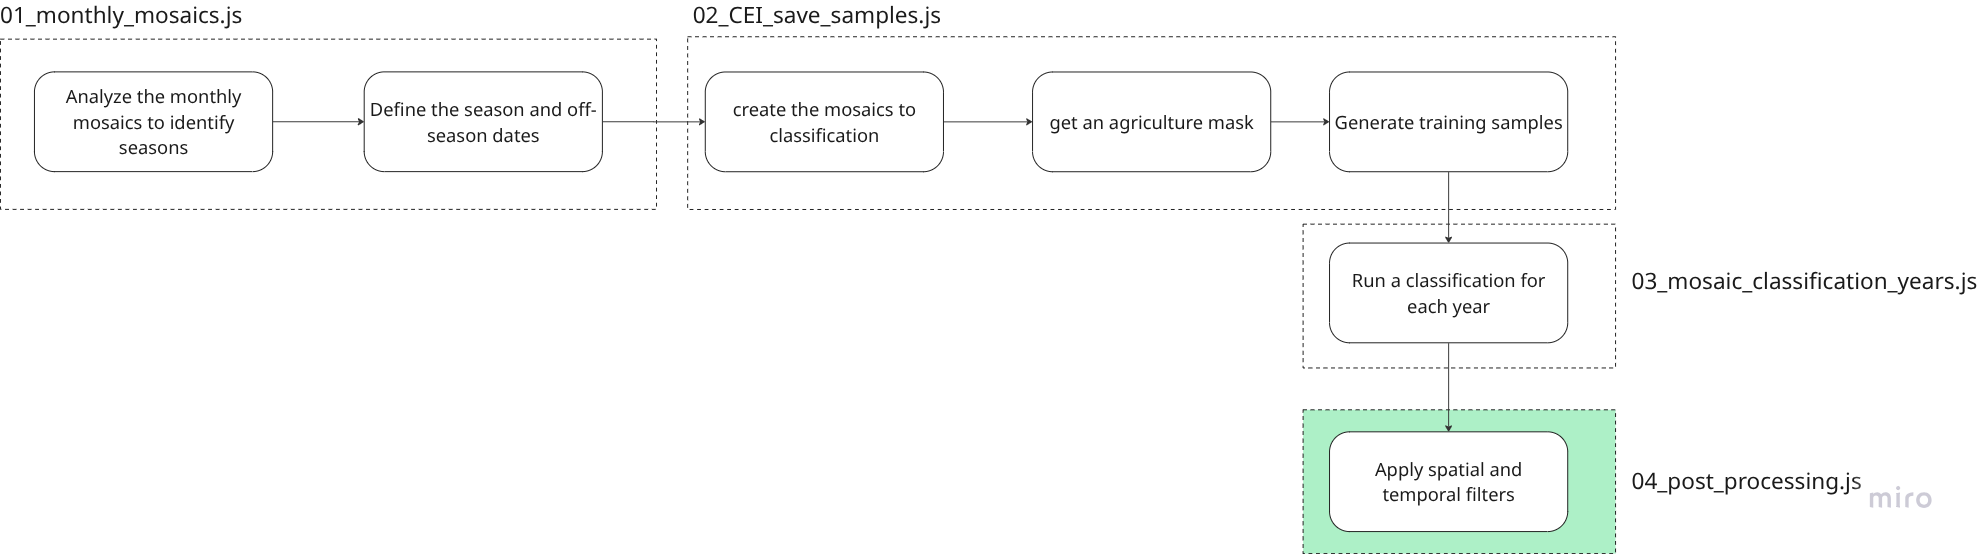 01_monthly_mosaics.js
02_CEI_save_samples.js
Analyze the monthly
mosaics to identify
seasons
Define the season and off-
season dates
create the mosaics to
classification
get an agriculture mask
Generate training samples
Run a classification for
each year
03_mosaic_classification_years.js
Apply spatial and
temporal filters
04_post_processing.js
miro